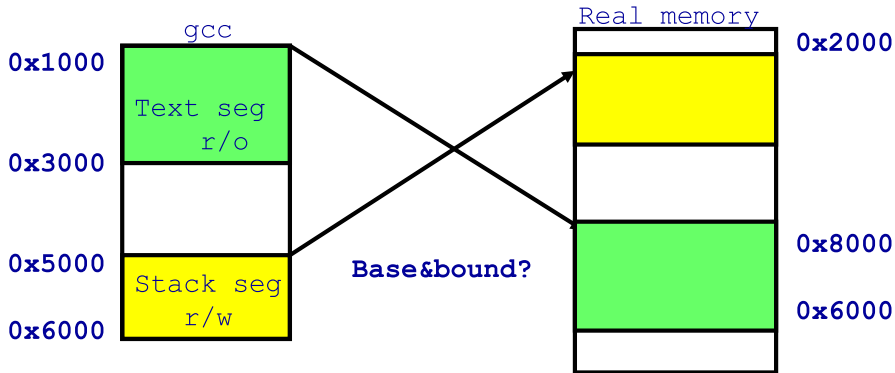 gcc
0x1000
Text seg
r/o
0x3000
0x5000
Stack seg
r/w
0x6000
Base&bound?
Real memory
0x2000
0x8000
0x6000